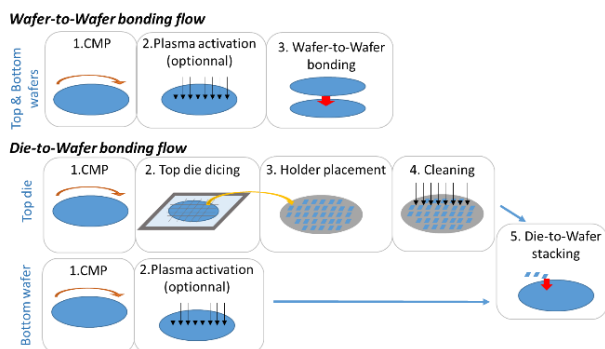 Wafer-to-Wafer bonding flow
Top & Bottom
wafers
1.CMP
2.Plasma activation
(optionnal)
3. Wafer-to-Wafer
bonding
Die-to-Wafer bonding flow
Top die
1.CMP
2. Top die dicing
3. Holder placement
4. Cleaning
5. Die-to-Wafer
stacking
Bottom wafer
1.CMP
2.Plasma activation
(optionnal)